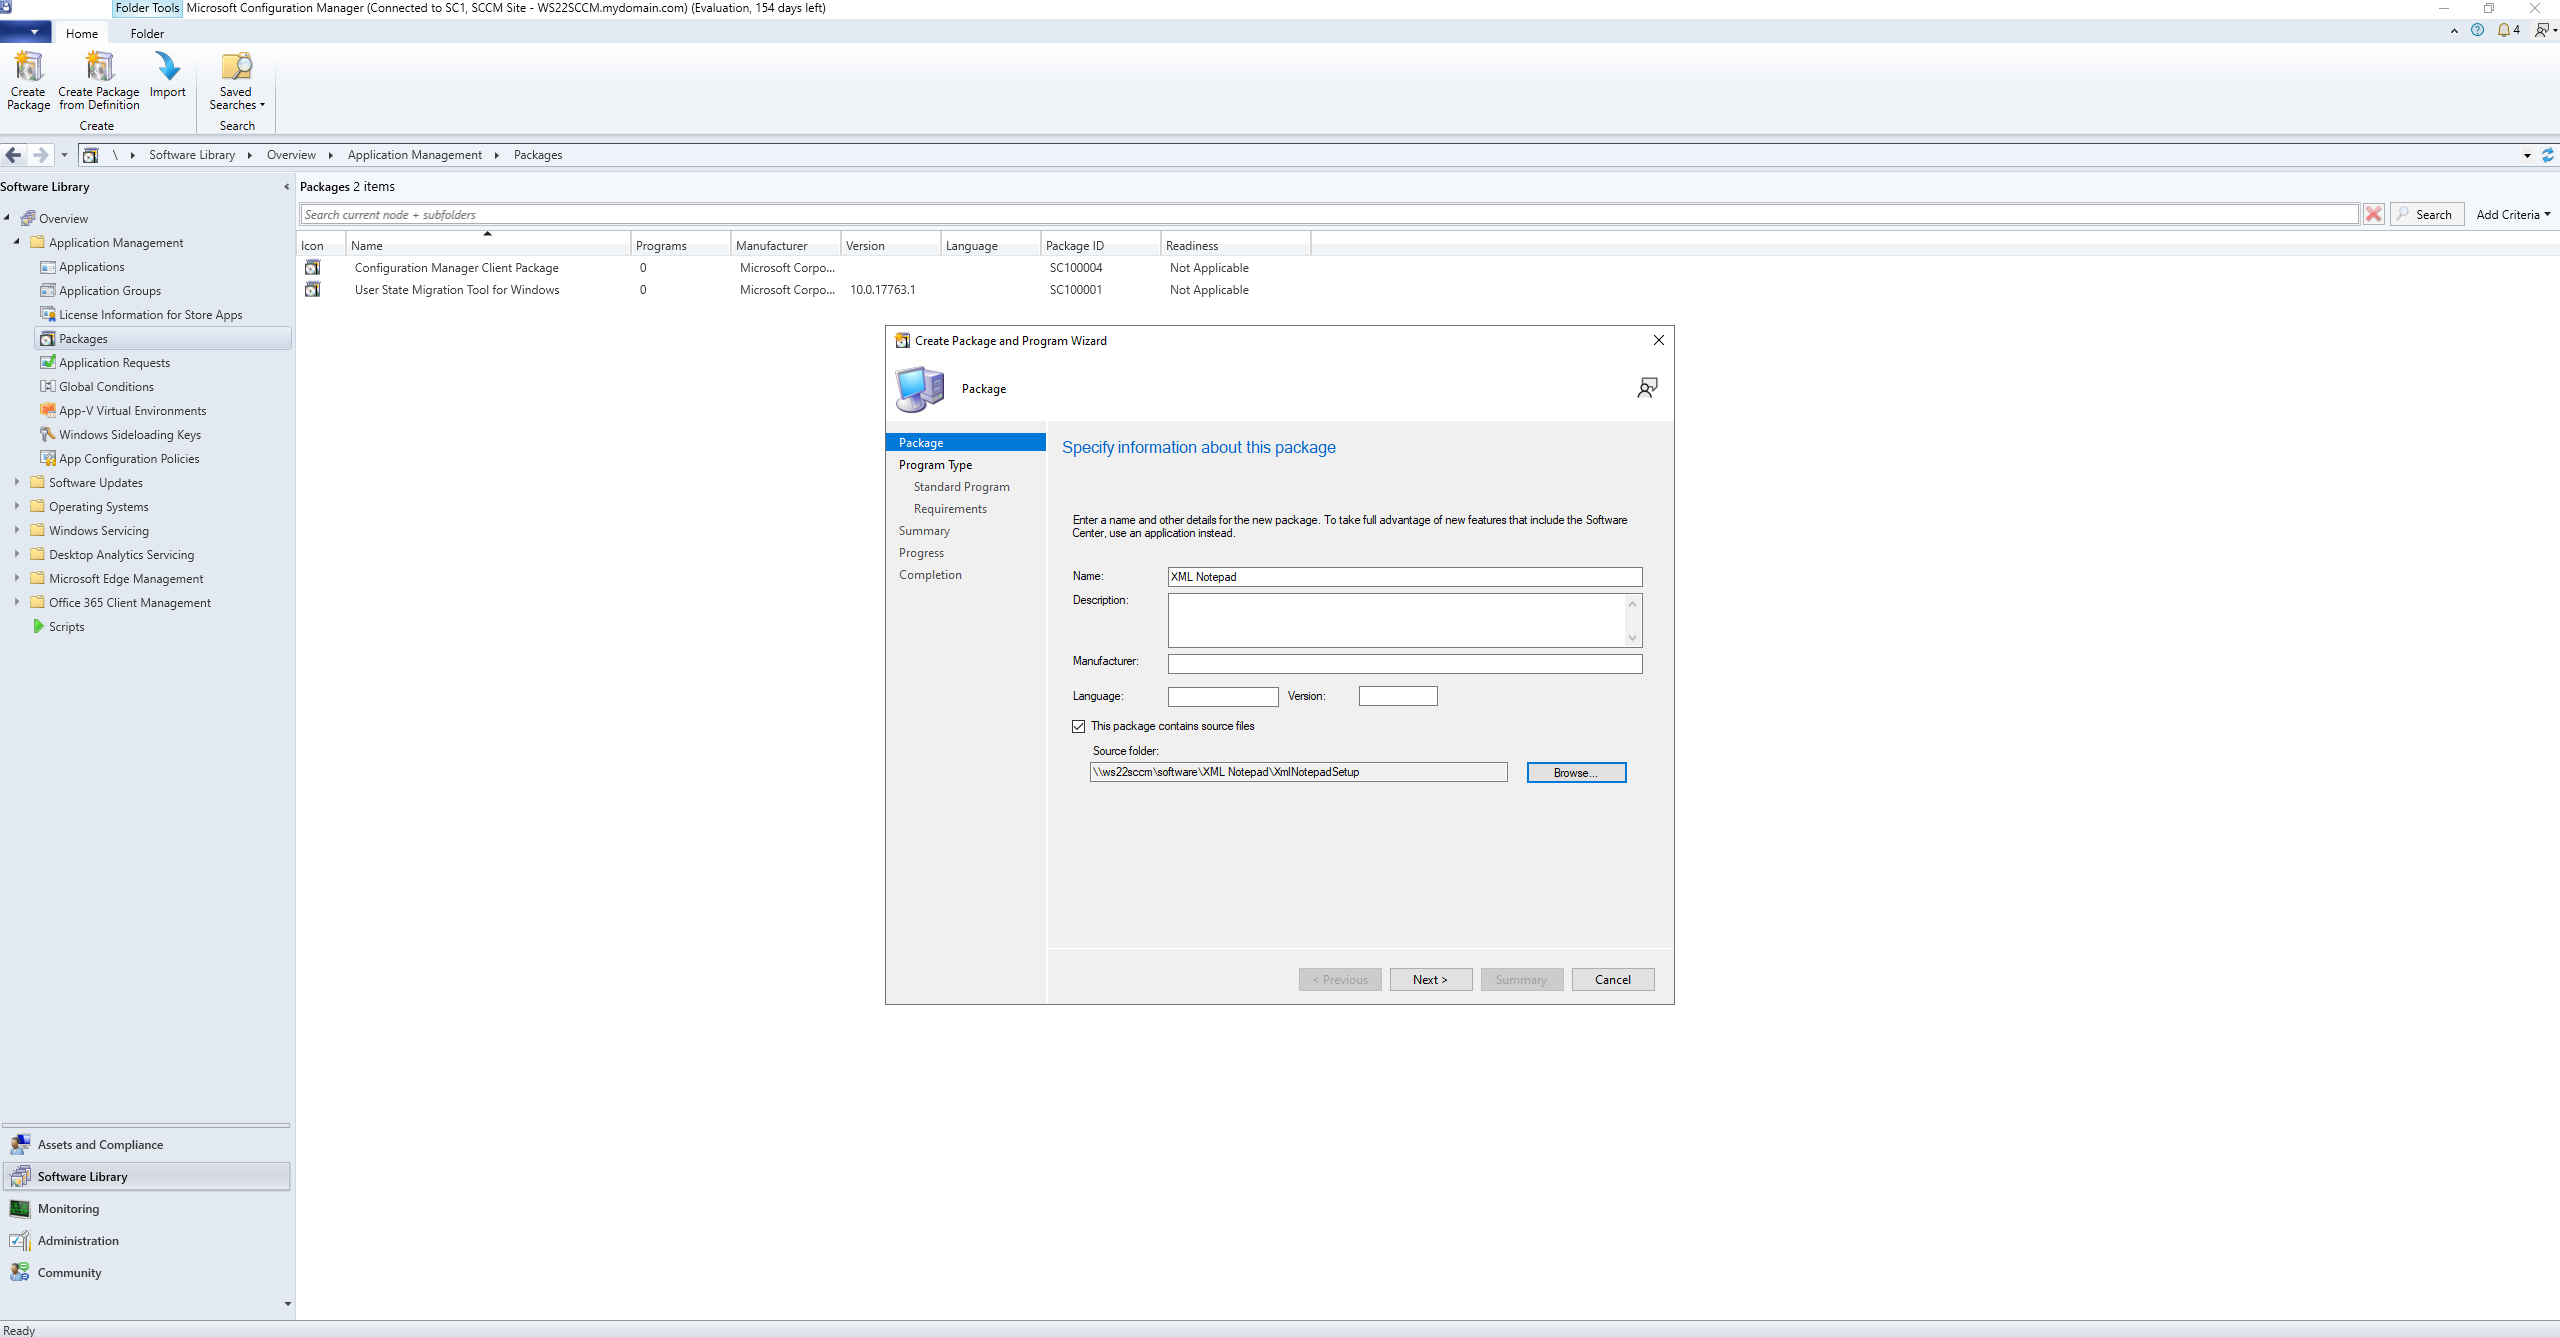 Folder Tools Microsoft Configuration Manager (Connected to SC1, SCCM Site - WS22SCCM.mydomain.com) (Evaluation, 154 days left)
Home Folder
4
Create Package
Create Package from Definition
Import
Saved Searches
Create
Search
\ Software Library Overview Application Management Packages
Software Library
Overview
Application Management
Applications
Application Groups
License Information for Store Apps
Packages
Application Requests
Global Conditions
App-V Virtual Environments
Windows Sideloading Keys
App Configuration Policies
Software Updates
Operating Systems
Windows Servicing
Desktop Analytics Servicing
Microsoft Edge Management
Office 365 Client Management
Scripts
Assets and Compliance
Software Library
Monitoring
Administration
Community
Packages 2 items
Search current node + subfolders
Search
Add Criteria
Icon Name Programs Manufacturer Version Language Package ID Readiness
Configuration Manager Client Package 0 Microsoft Corpo... SC100004 Not Applicable
User State Migration Tool for Windows 0 Microsoft Corpo... 10.0.17763.1 SC100001 Not Applicable
Create Package and Program Wizard
Package
Package
Program Type
Standard Program
Requirements
Summary
Progress
Completion
Specify information about this package
Enter a name and other details for the new package. To take full advantage of new features that include the Software
Center, use an application instead.
Name: XML Notepad
Description:
Manufacturer:
Language: Version:
This package contains source files
Source folder:
\\ws22sccm\software\XML Notepad\XmlNotepadSetup Browse...
< Previous Next > Summary Cancel
Ready